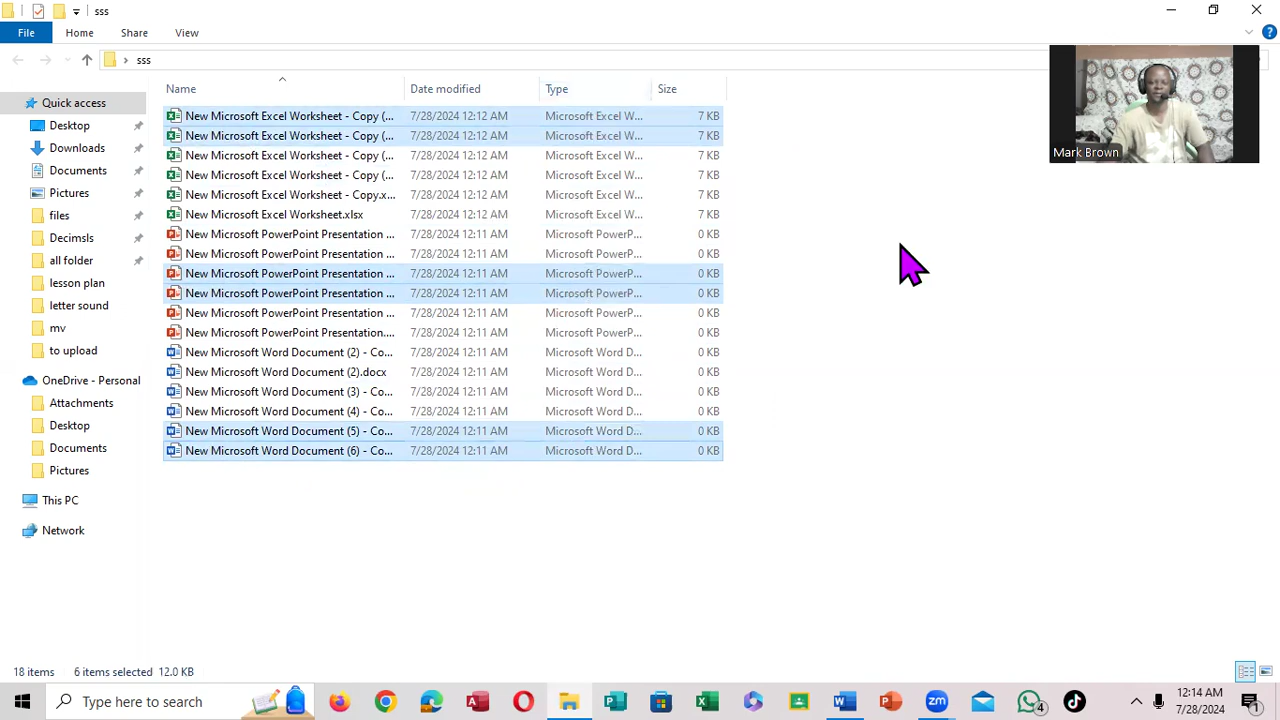 sss
File Home Share View
sss
Name Date modified Type Size
Quick access
Desktop
Downloads
Documents
Pictures
files
Decimsls
all folder
lesson plan
letter sound
mv
to upload
OneDrive - Personal
Attachments
Desktop
Documents
Pictures
This PC
Network
New Microsoft Excel Worksheet - Copy (... 7/28/2024 12:12 AM Microsoft Excel W... 7 KB
New Microsoft Excel Worksheet - Copy (... 7/28/2024 12:12 AM Microsoft Excel W... 7 KB
New Microsoft Excel Worksheet - Copy (... 7/28/2024 12:12 AM Microsoft Excel W... 7 KB
New Microsoft Excel Worksheet - Copy (... 7/28/2024 12:12 AM Microsoft Excel W... 7 KB
New Microsoft Excel Worksheet - Copy.x... 7/28/2024 12:12 AM Microsoft Excel W... 7 KB
New Microsoft Excel Worksheet.xlsx 7/28/2024 12:12 AM Microsoft Excel W... 7 KB
New Microsoft PowerPoint Presentation ... 7/28/2024 12:11 AM Microsoft PowerP... 0 KB
New Microsoft PowerPoint Presentation ... 7/28/2024 12:11 AM Microsoft PowerP... 0 KB
New Microsoft PowerPoint Presentation ... 7/28/2024 12:11 AM Microsoft PowerP... 0 KB
New Microsoft PowerPoint Presentation ... 7/28/2024 12:11 AM Microsoft PowerP... 0 KB
New Microsoft PowerPoint Presentation ... 7/28/2024 12:11 AM Microsoft PowerP... 0 KB
New Microsoft PowerPoint Presentation.... 7/28/2024 12:11 AM Microsoft PowerP... 0 KB
New Microsoft Word Document (2) - Co... 7/28/2024 12:11 AM Microsoft Word D... 0 KB
New Microsoft Word Document (2).docx 7/28/2024 12:11 AM Microsoft Word D... 0 KB
New Microsoft Word Document (3) - Co... 7/28/2024 12:11 AM Microsoft Word D... 0 KB
New Microsoft Word Document (4) - Co... 7/28/2024 12:11 AM Microsoft Word D... 0 KB
New Microsoft Word Document (5) - Co... 7/28/2024 12:11 AM Microsoft Word D... 0 KB
New Microsoft Word Document (6) - Co... 7/28/2024 12:11 AM Microsoft Word D... 0 KB
Mark Brown
18 items 6 items selected 12.0 KB
Type here to search
4
12:14 AM
7/28/2024
1